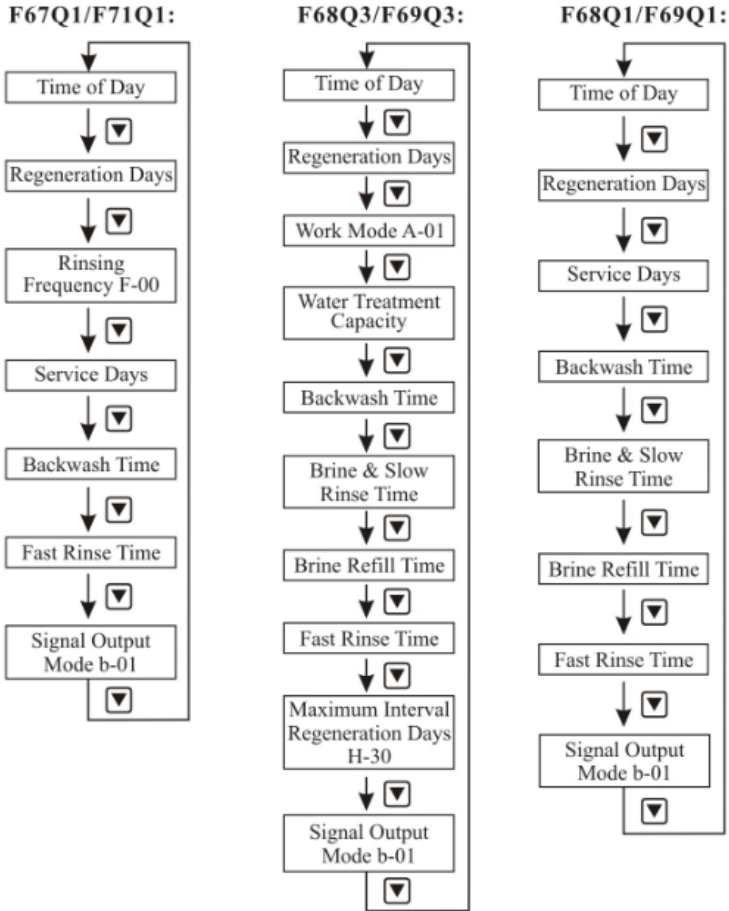 F67Q1/F71Q1:
Time of Day
Regeneration Days
Rinsing
Frequency F-00
Service Days
Backwash Time
Fast Rinse Time
Signal Output
Mode b-01
F68Q3/F69Q3:
Time of Day
Regeneration Days
Work Mode A-01
Water Treatment
Capacity
Backwash Time
Brine & Slow
Rinse Time
Brine Refill Time
Fast Rinse Time
Maximum Interval
Regeneration Days
H-30
Signal Output
Mode b-01
F68Q1/F69Q1:
Time of Day
Regeneration Days
Service Days
Backwash Time
Brine & Slow
Rinse Time
Brine Refill Time
Fast Rinse Time
Signal Output
Mode b-01